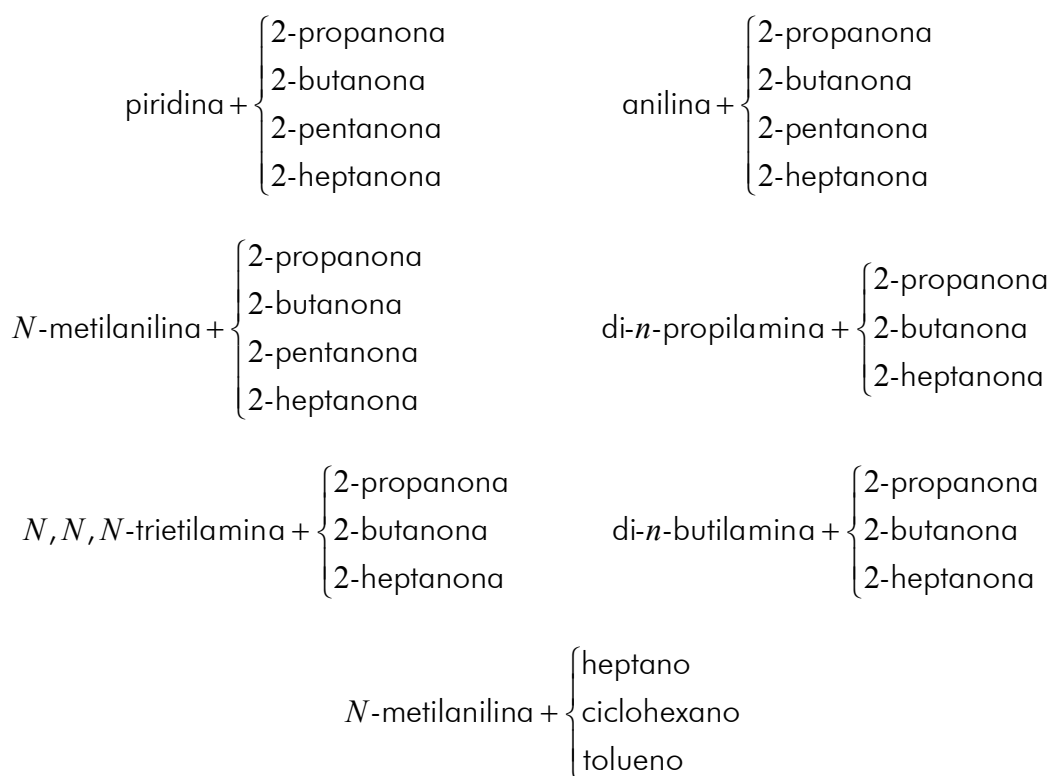 piridina + { 2-propanona
2-butanona
2-pentanona
2-heptanona
anilina + { 2-propanona
2-butanona
2-pentanona
2-heptanona
N-metilanilina + { 2-propanona
2-butanona
2-pentanona
2-heptanona
di-n-propilamina + { 2-propanona
2-butanona
2-heptanona
N, N, N-trietilamina + { 2-propanona
2-butanona
2-heptanona
di-n-butilamina + { 2-propanona
2-butanona
2-heptanona
N-metilanilina + { heptano
ciclohexano
tolueno